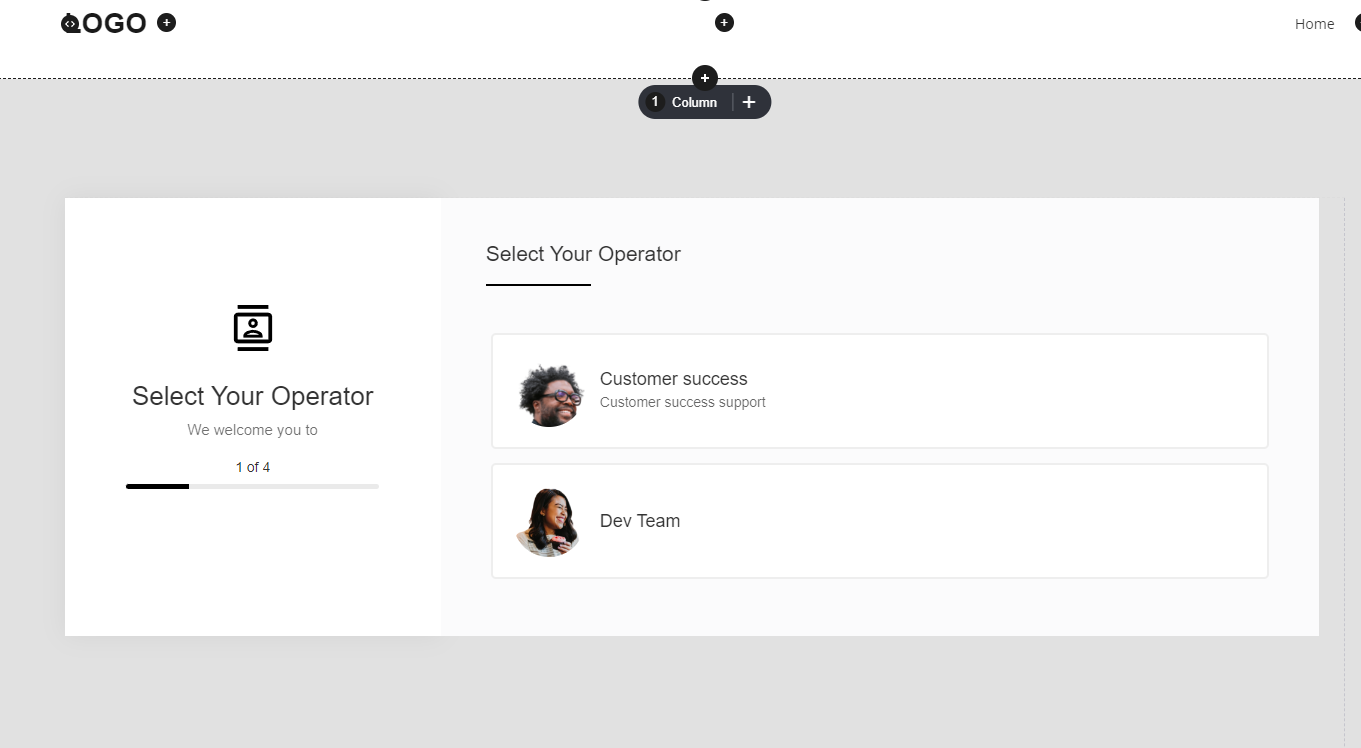 LOGO
Home
1 Column
Select Your Operator
We welcome you to
1 of 4
Select Your Operator
Customer success
Customer success support
Dev Team